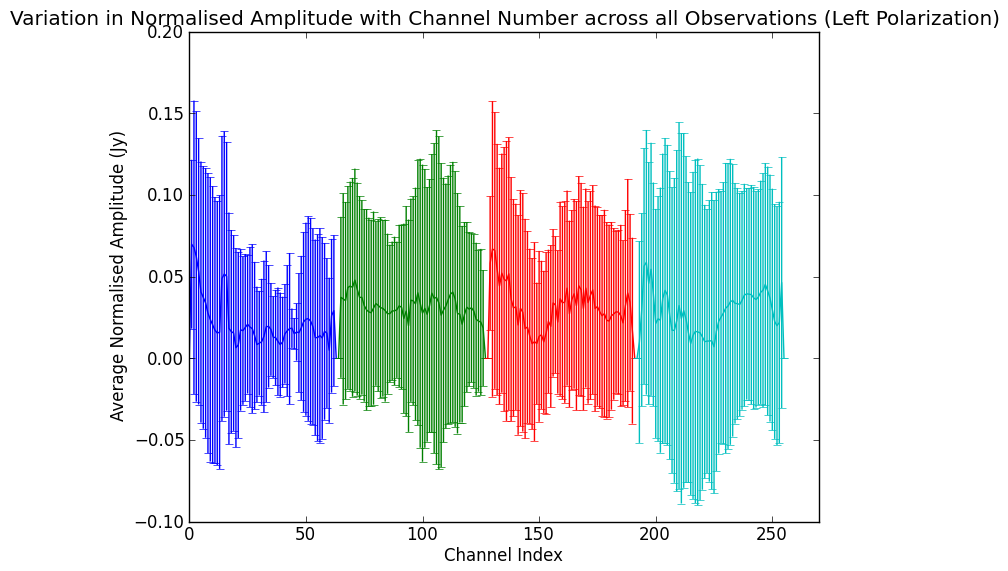 Variation in Normalised Amplitude with Channel Number across all Observations (Left Polarization)
0.20
0.15
0.10
0.05
0.00
−0.05
−0.10
Average Normalised Amplitude (Jy)
0 50 100 150 200 250
Channel Index